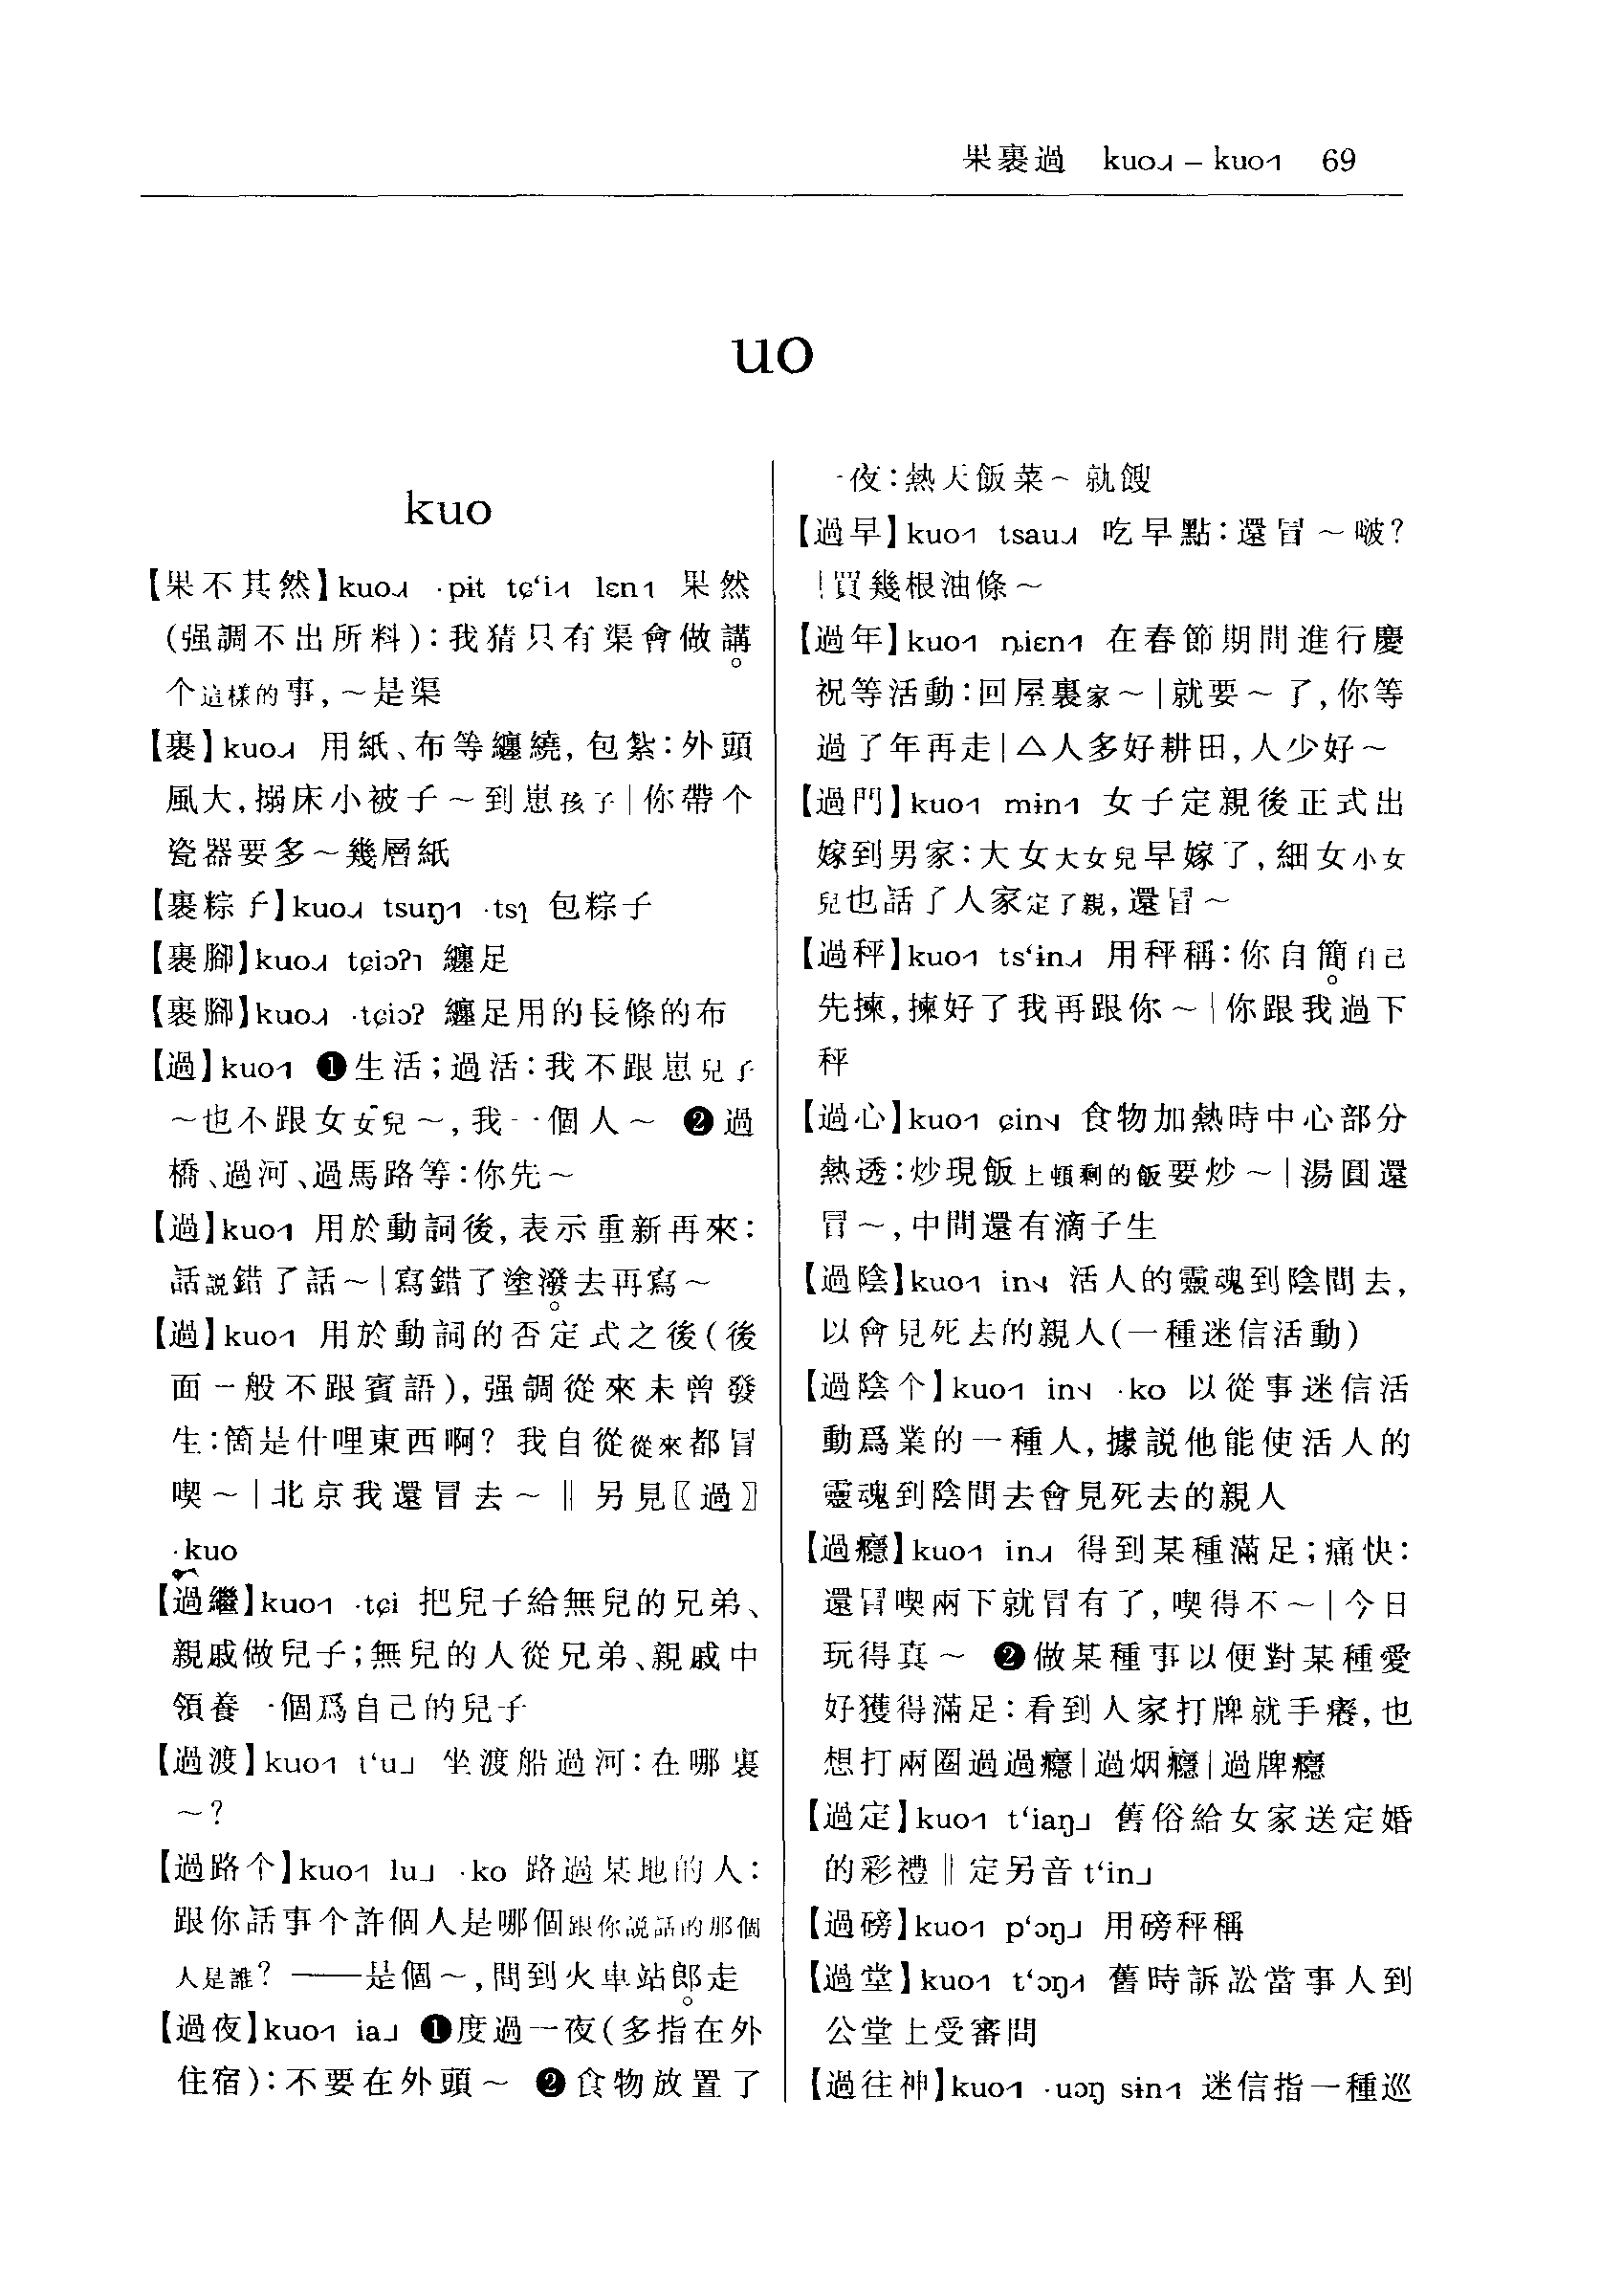 果裹過 kuo˨˩˧ – kuo˦˥ 69
uo
kuo
【果不其然】kuo ·pɨt tɕ‘i lɛn 果然
(强調不出所料)：我猜只有渠會做講
个這樣的事,～是渠
【裹】kuo 用紙、布等纏繞,包紮：外頭
風大,搨床小被子～到崽孩子|你帶个
瓷器要多～幾層紙
【裹粽子】kuo tsuŋ ·tsɿ 包粽子
【裹腳】kuo tɕiɔʔ 纏足
【裹腳】kuo ·tɕiɔʔ 纏足用的長條的布
【過】kuo ❶生活；過活：我不跟崽兒子
～也不跟女女兒～,我一個人～ ❷過
橋、過河、過馬路等：你先～
【過】kuo 用於動詞後,表示重新再來：
話説錯了話～|寫錯了塗潑去再寫～
【過】kuo 用於動詞的否定式之後(後
面一般不跟賓語),强調從來未曾發
生：箇是什哩東西啊? 我自從從來都冒
喫～|北京我還冒去～ ‖ 另見〖過〗
·kuo
【過繼】kuo ·tɕi 把兒子給無兒的兄弟、
親戚做兒子；無兒的人從兄弟、親戚中
領養一個爲自己的兒子
【過渡】kuo t‘u 坐渡船過河：在哪裏
～?
【過路个】kuo lu ·ko 路過某地的人：
跟你話事个許個人是哪個跟你説話的那個
人是誰? ——是個～,問到火車站郎走
【過夜】kuo ia ❶度過一夜(多指在外
住宿)：不要在外頭～ ❷食物放置了
一夜：熱天飯菜～就餿
【過早】kuo tsau 吃早點：還冒～啵?
|買幾根油條～
【過年】kuo ȵiɛn 在春節期間進行慶
祝等活動：回屋裏家～|就要～了,你等
過了年再走|△人多好耕田,人少好～
【過門】kuo mɨn 女子定親後正式出
嫁到男家：大女大女兒早嫁了,細女小女
兒也話了人家定了親,還冒～
【過秤】kuo ts‘ɨn 用秤稱：你自簡自己
先揀,揀好了我再跟你～|你跟我過下
秤
【過心】kuo ɕin 食物加熱時中心部分
熱透：炒現飯上頓剩的飯要炒～|湯圓還
冒～,中間還有滴子生
【過陰】kuo in 活人的靈魂到陰間去,
以會見死去的親人(一種迷信活動)
【過陰个】kuo in ·ko 以從事迷信活
動爲業的一種人,據説他能使活人的
靈魂到陰間去會見死去的親人
【過癮】kuo in 得到某種滿足；痛快：
還冒喫兩下就冒有了,喫得不～|今日
玩得真～ ❷做某種事以便對某種愛
好獲得滿足：看到人家打牌就手癢,也
想打兩圈過過癮|過烟癮|過牌癮
【過定】kuo t‘iaŋ 舊俗給女家送定婚
的彩禮 ‖ 定另音 t‘in
【過磅】kuo p‘ɔŋ 用磅秤稱
【過堂】kuo t‘ɔŋ 舊時訴訟當事人到
公堂上受審問
【過往神】kuo ·uɔŋ sɨn 迷信指一種巡